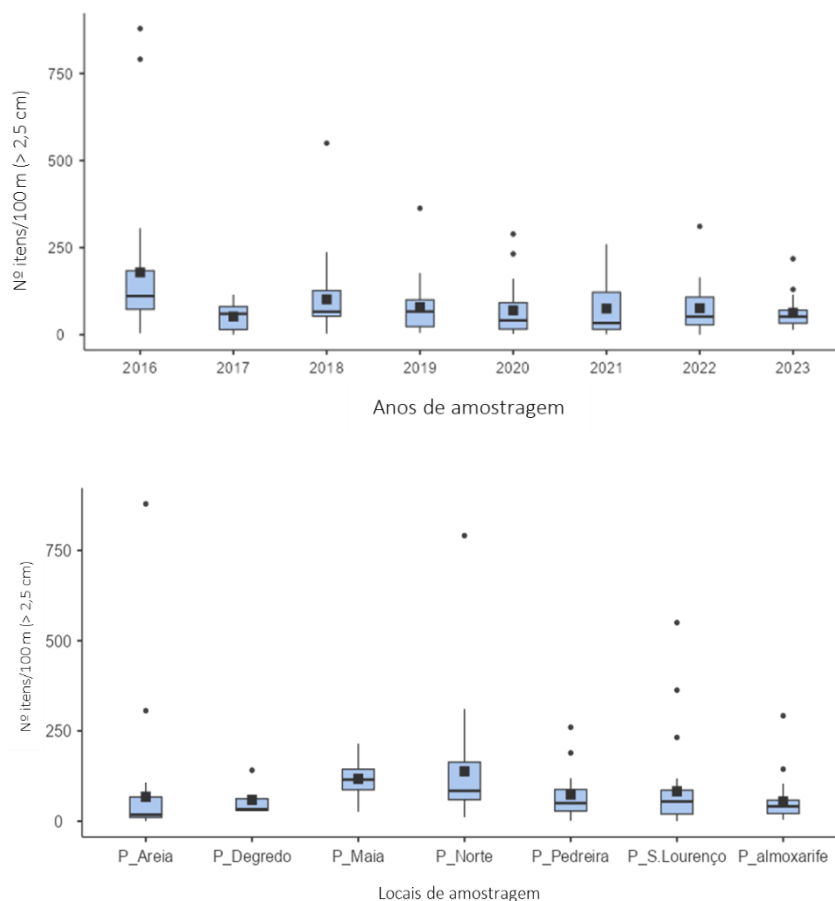 Nº itens/100 m (> 2,5 cm)
750
500
250
0
2016 2017 2018 2019 2020 2021 2022 2023
Anos de amostragem
Nº itens/100 m (> 2,5 cm)
750
500
250
0
P_Areia P_Degredo P_Maia P_Norte P_Pedreira P_S.Lourenço P_almoxarife
Locais de amostragem